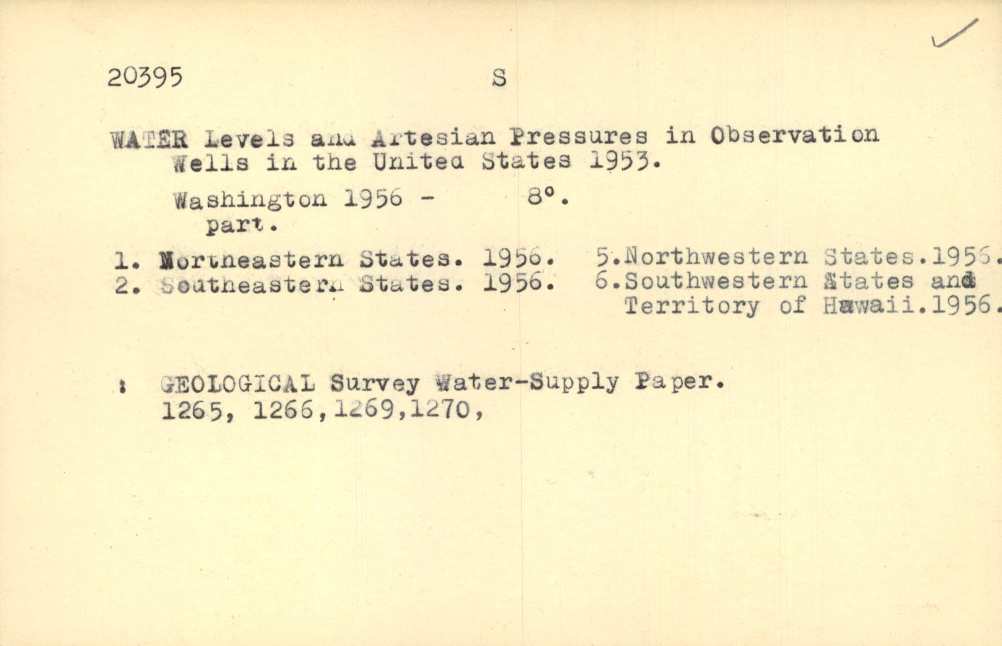 20395 S
WATER Levels and Artesian Pressures in Observation
Wells in the United States 1953.
Washington 1956 - 8°.
part.
1. Northeastern States. 1956. 5.Northwestern States.1956.
2. Southeastern States. 1956. 6.Southwestern States and
Territory of Hawaii.1956.
: GEOLOGICAL Survey Water-Supply Paper.
1265, 1266,1269,1270,